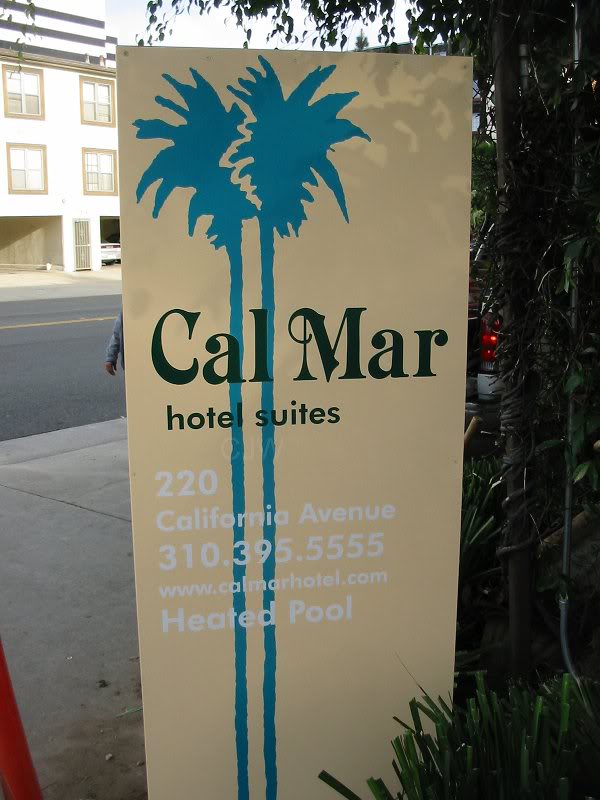 Cal Mar
hotel suites
220
California Avenue
310.395.5555
www.calmarhotel.com
Heated Pool